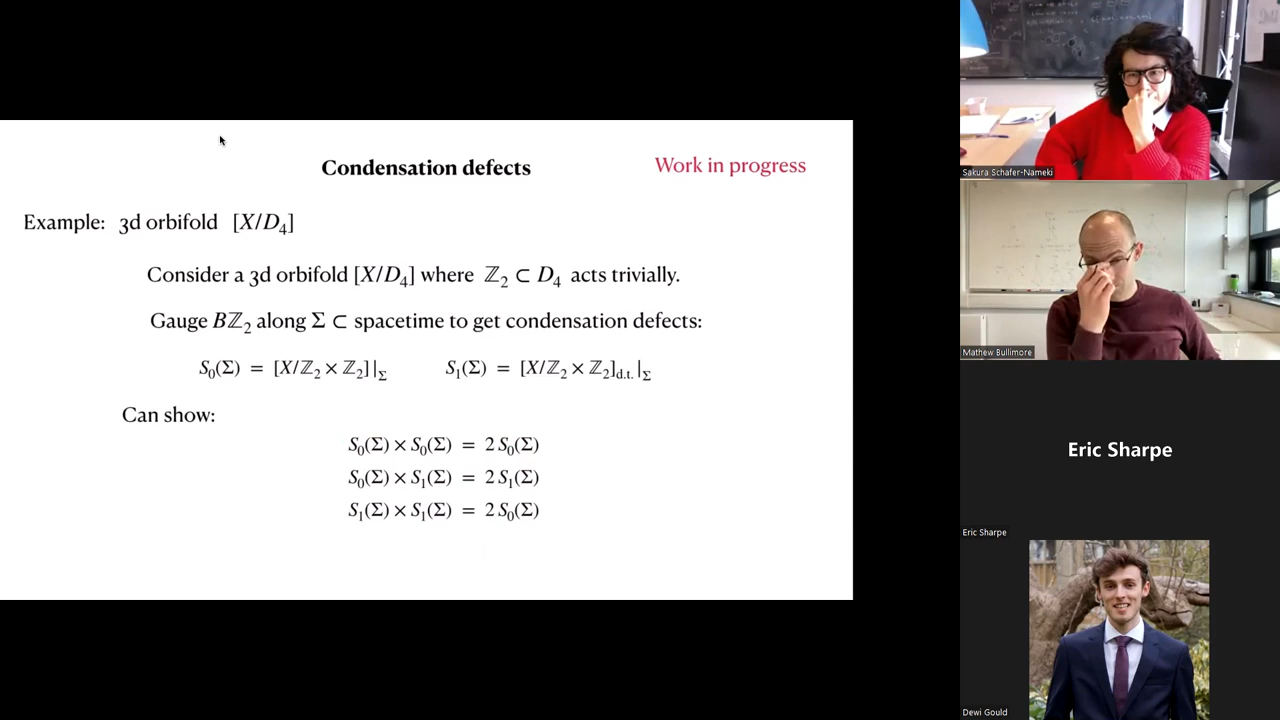 Condensation defects
Work in progress
Example: 3d orbifold [X/D₄]
Consider a 3d orbifold [X/D₄] where ℤ₂ ⊂ D₄ acts trivially.
Gauge Bℤ₂ along Σ ⊂ spacetime to get condensation defects:
S₀(Σ) = [X/ℤ₂ × ℤ₂]|_Σ S₁(Σ) = [X/ℤ₂ × ℤ₂]_d.t.|_Σ
Can show:
S₀(Σ) × S₀(Σ) = 2 S₀(Σ)
S₀(Σ) × S₁(Σ) = 2 S₁(Σ)
S₁(Σ) × S₁(Σ) = 2 S₀(Σ)
Sakura Schafer-Nameki
Mathew Bullimore
Eric Sharpe
Eric Sharpe
Dewi Gould